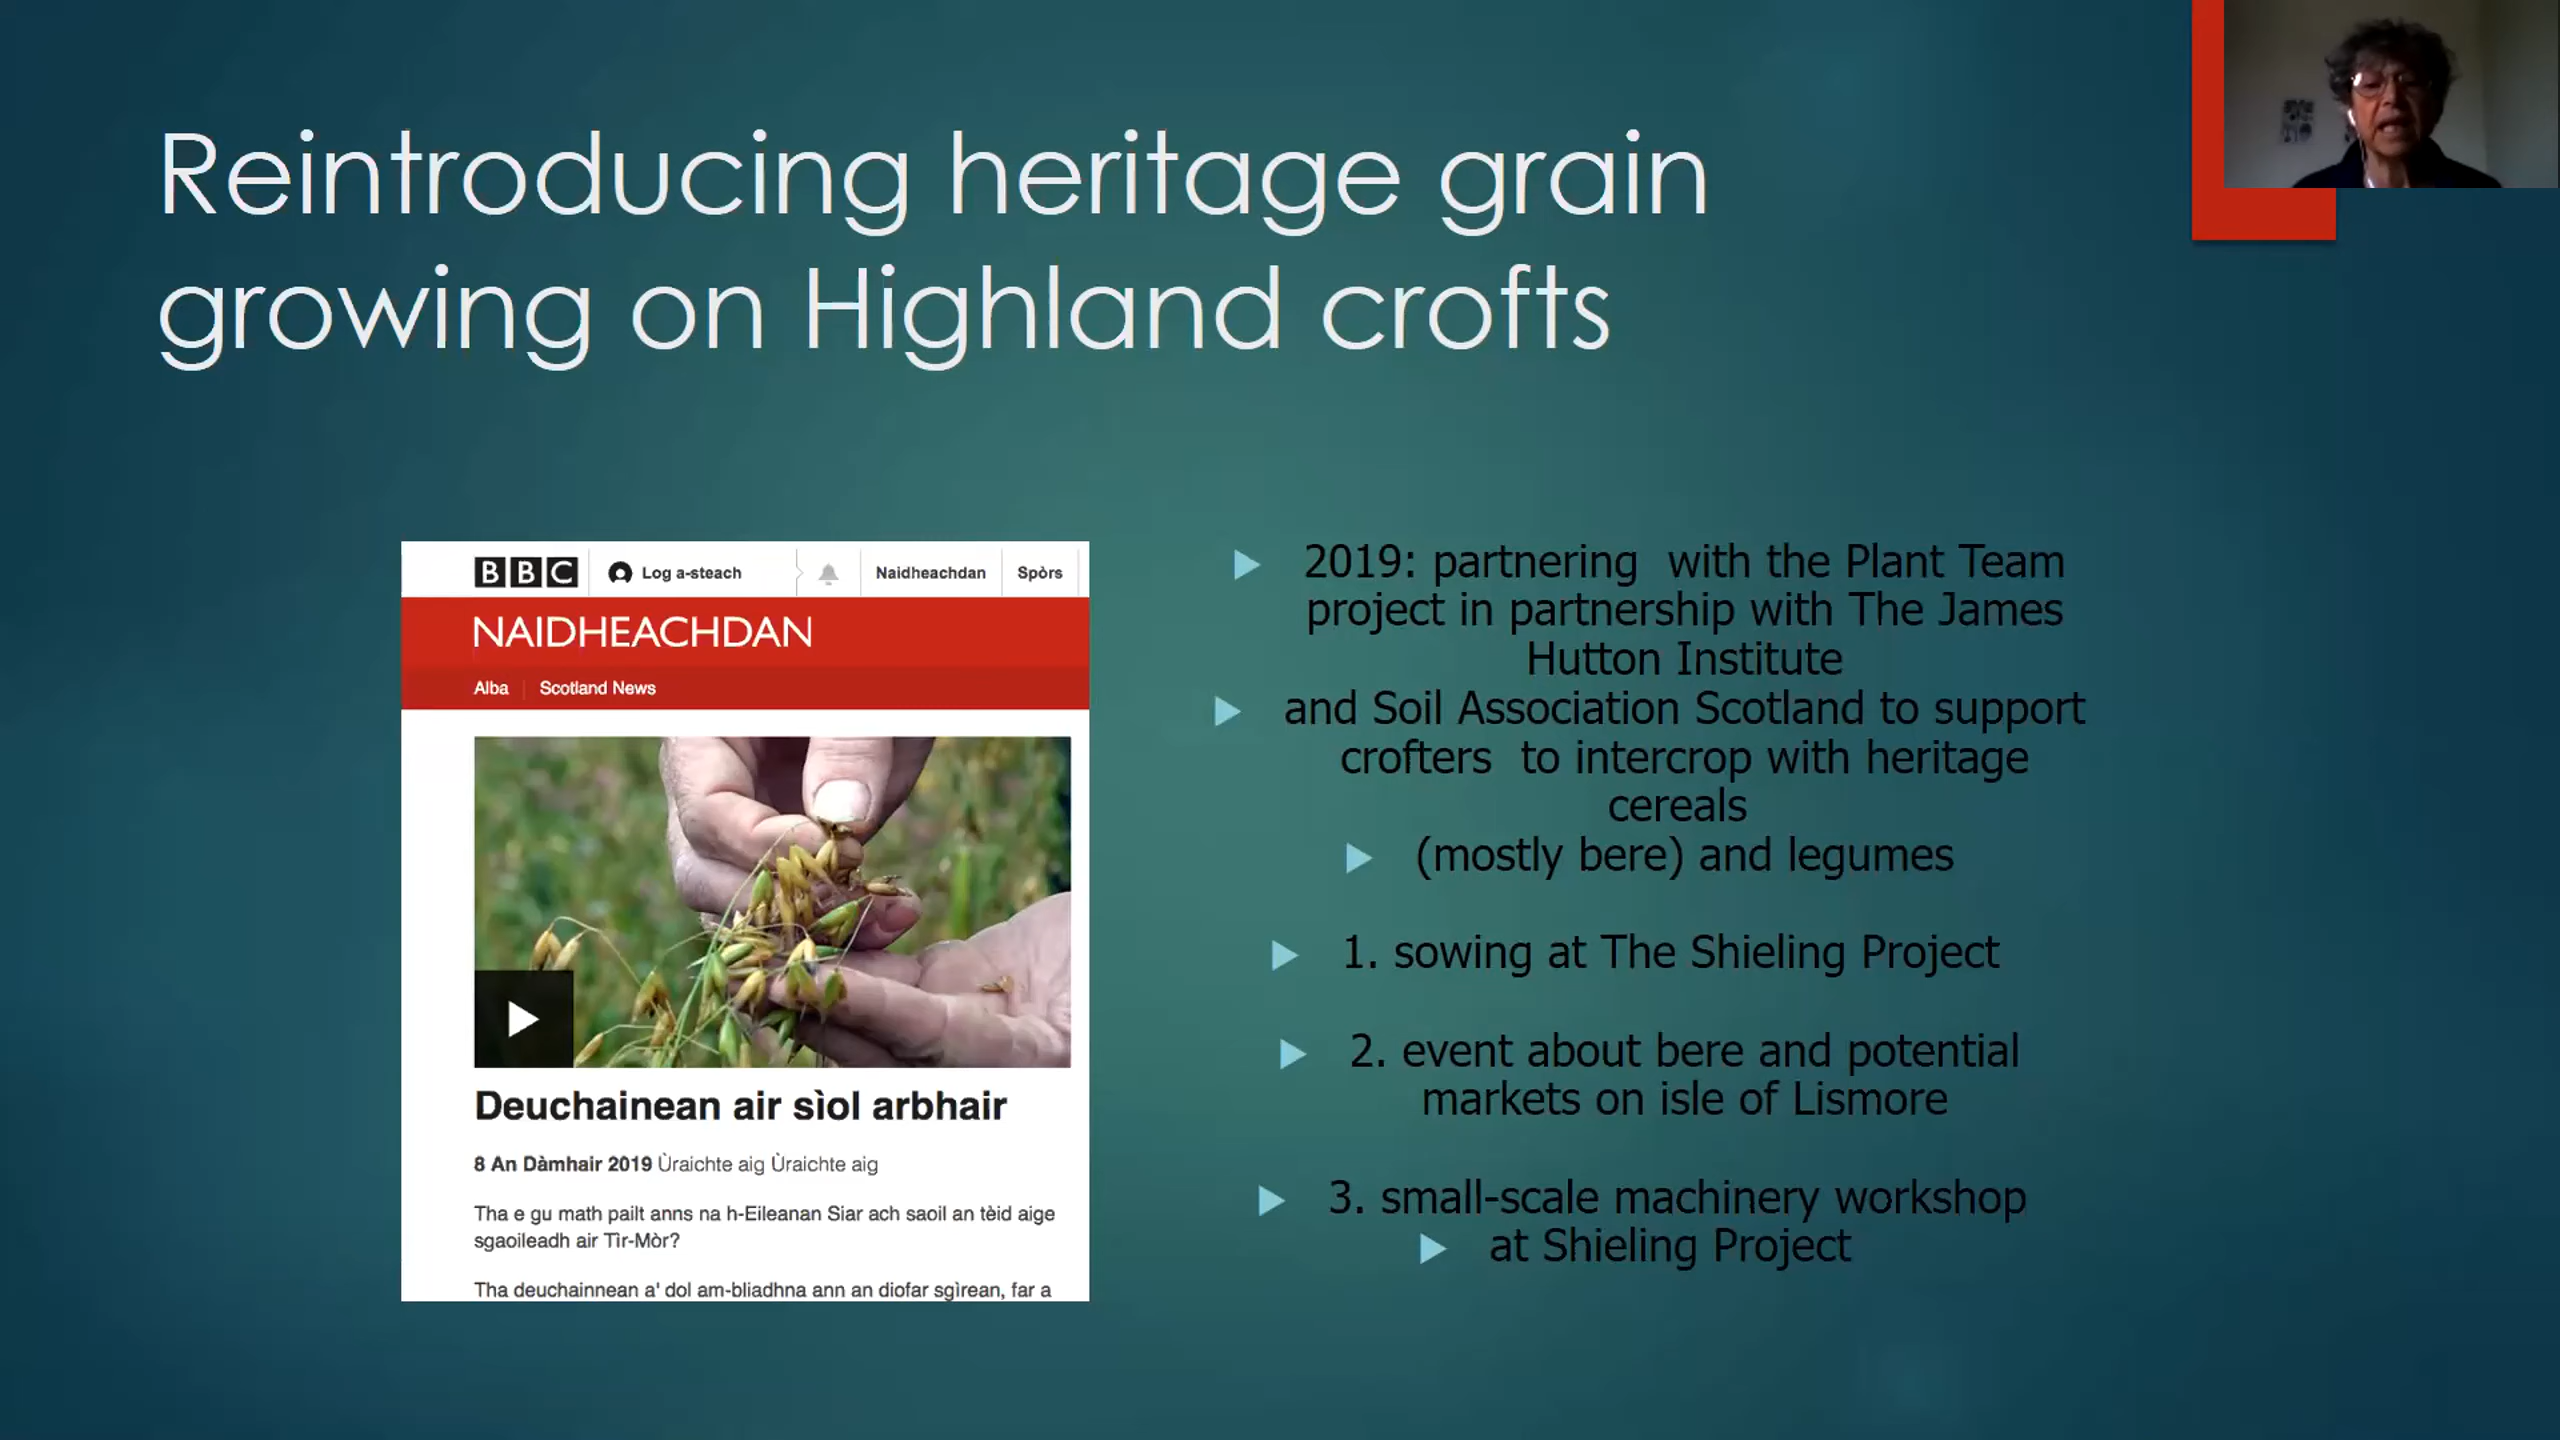 Reintroducing heritage grain
growing on Highland crofts
BBC Log a-steach Naidheachdan Spòrs
NAIDHEACHDAN
Alba Scotland News
Deuchainean air sìol arbhair
8 An Dàmhair 2019 Ùraichte aig Ùraichte aig
Tha e gu math pailt anns na h-Eileanan Siar ach saoil an tèid aige
sgaoileadh air Tìr-Mòr?
Tha deuchainnean a' dol am-bliadhna ann an diofar sgìrean, far a
2019: partnering with the Plant Team
project in partnership with The James
Hutton Institute
and Soil Association Scotland to support
crofters to intercrop with heritage
cereals
(mostly bere) and legumes
1. sowing at The Shieling Project
2. event about bere and potential
markets on isle of Lismore
3. small-scale machinery workshop
at Shieling Project